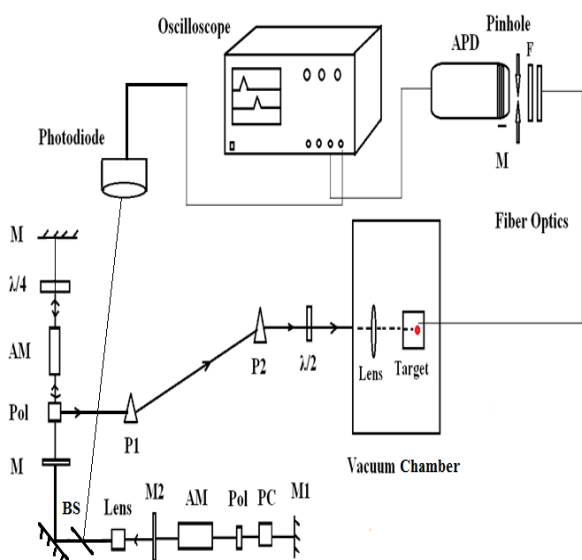 Oscilloscope
Pinhole
APD
F
Photodiode
M
Fiber Optics
M
λ/4
AM
P2
λ/2
Lens
Target
Pol
P1
M
Vacuum Chamber
BS
Lens
M2
AM
Pol
PC
M1